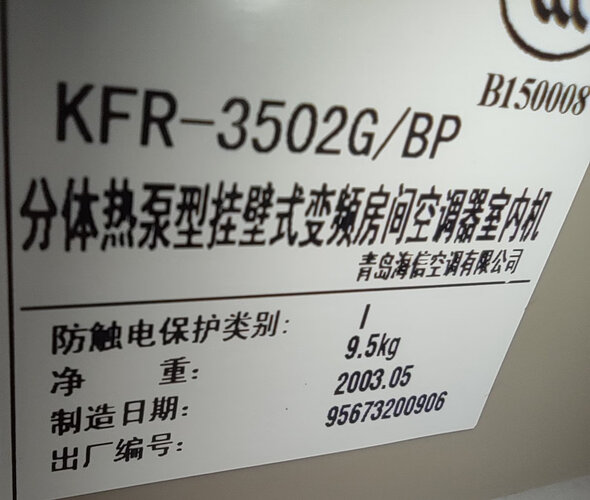 B150008
KFR-3502G/BP
分体热泵型挂壁式变频房间空调器室内机
青岛海信空调有限公司
防触电保护类别: I
净 重: 9.5kg
制造日期: 2003.05
出厂编号: 95673200906